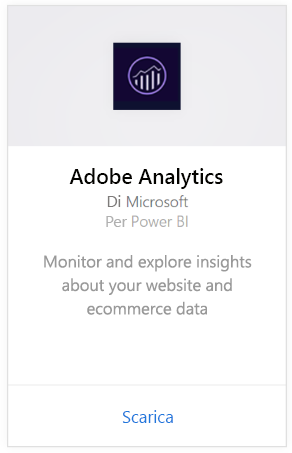 Adobe Analytics
Di Microsoft
Per Power BI
Monitor and explore insights
about your website and
ecommerce data
Scarica